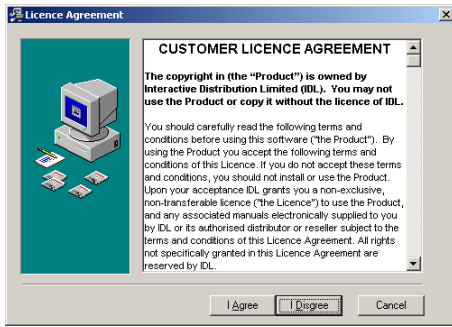 Licence Agreement
CUSTOMER LICENCE AGREEMENT
The copyright in (the “Product”) is owned by
Interactive Distribution Limited (IDL). You may not
use the Product or copy it without the licence of IDL.
You should carefully read the following terms and
conditions before using this software ("the Product"). By
using the Product you accept the following terms and
conditions of this Licence. If you do not accept these terms
and conditions, you should not install or use the Product.
Upon your acceptance IDL grants you a non-exclusive,
non-transferable licence ("the Licence") to use the Product,
and any associated manuals electronically supplied to you
by IDL or its authorised distributor or reseller subject to the
terms and conditions of this Licence Agreement. All rights
not specifically granted in this Licence Agreement are
reserved by IDL.
I Agree I Disgree Cancel